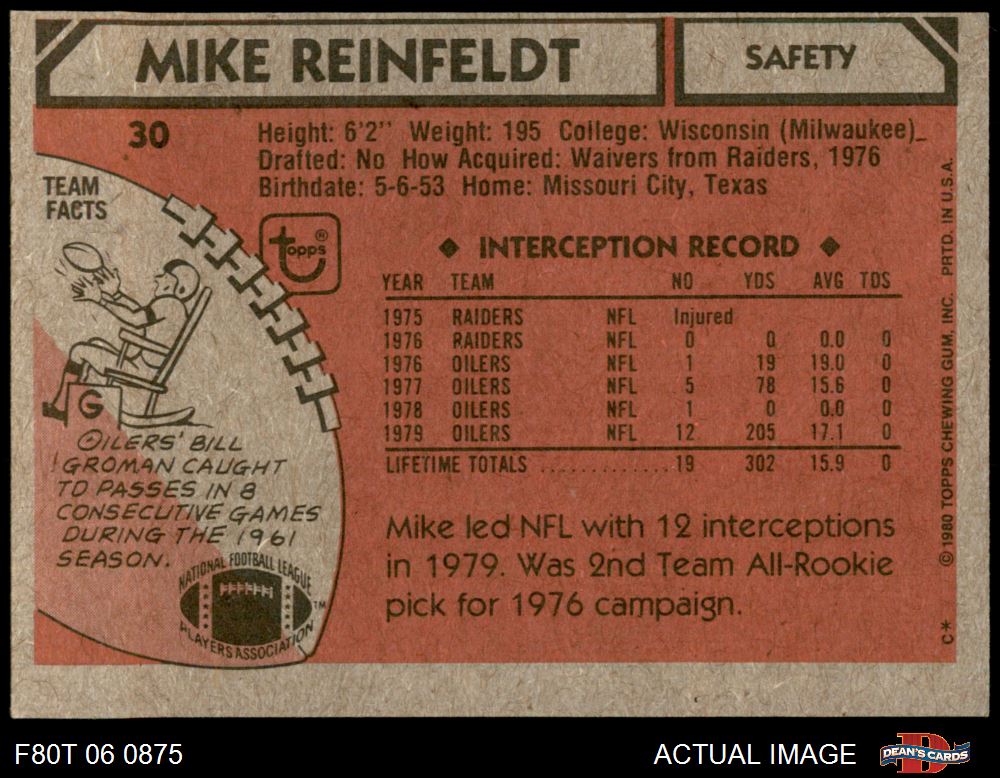 MIKE REINFELDT
SAFETY
30
Height: 6'2" Weight: 195 College: Wisconsin (Milwaukee)
Drafted: No How Acquired: Waivers from Raiders, 1976
Birthdate: 5-6-53 Home: Missouri City, Texas
TEAM
FACTS
topps®
◆ INTERCEPTION RECORD ◆
YEAR TEAM NO YDS AVG TDS
1975 RAIDERS NFL Injured
1976 RAIDERS NFL 0 0 0.0 0
1976 OILERS NFL 1 19 19.0 0
1977 OILERS NFL 5 78 15.6 0
1978 OILERS NFL 1 0 0.0 0
1979 OILERS NFL 12 205 17.1 0
LIFETIME TOTALS ............ 19 302 15.9 0
G
OILERS' BILL
GROMAN CAUGHT
TD PASSES IN 8
CONSECUTIVE GAMES
DURING THE 1961
SEASON.
NATIONAL FOOTBALL LEAGUE
PLAYERS ASSOCIATION
TM
Mike led NFL with 12 interceptions
in 1979. Was 2nd Team All-Rookie
pick for 1976 campaign.
C* ©1980 TOPPS CHEWING GUM, INC. PRTD. IN U.S.A.
F80T 06 0875
ACTUAL IMAGE
D
DEAN'S CARDS